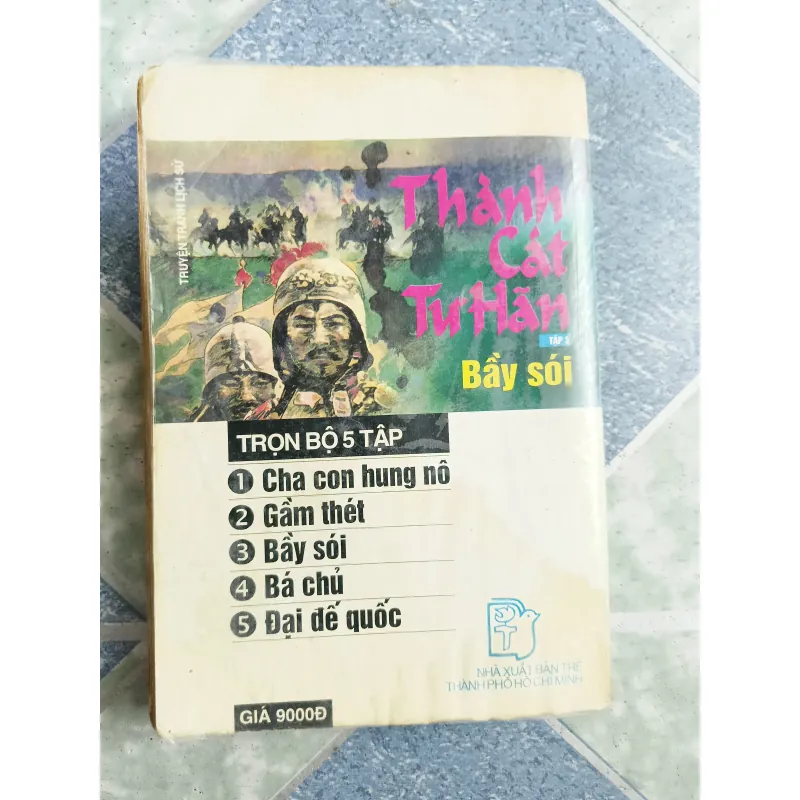 TRUYỆN TRANH LỊCH SỬ
Thành
Cát
Tư Hãn
TẬP 3
Bầy sói
TRỌN BỘ 5 TẬP
1 Cha con hung nô
2 Gầm thét
3 Bầy sói
4 Bá chủ
5 Đại đế quốc
NHÀ XUẤT BẢN TRẺ
THÀNH PHỐ HỒ CHÍ MINH
GIÁ 9000Đ